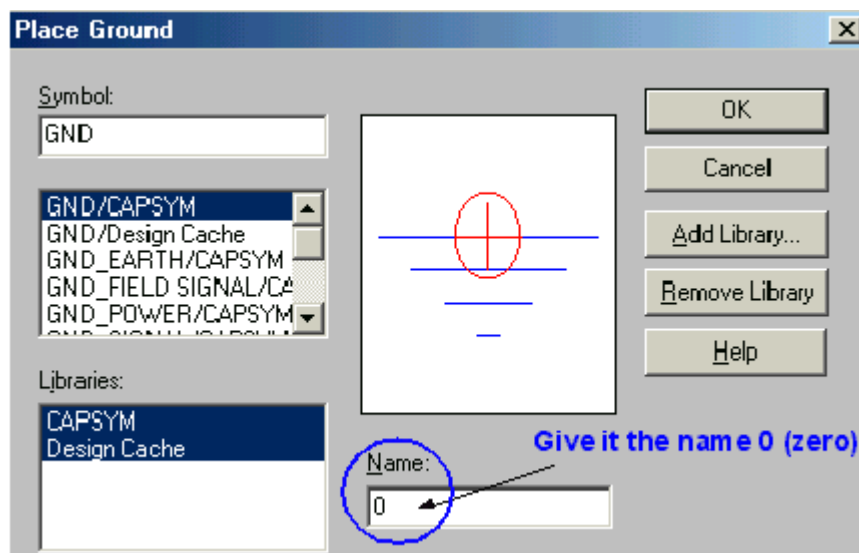 Place Ground
Symbol:
GND
GND/CAPSYM
GND/Design Cache
GND_EARTH/CAPSYM
GND_FIELD SIGNAL/CA
GND_POWER/CAPSYM
Libraries:
CAPSYM
Design Cache
OK
Cancel
Add Library...
Remove Library
Help
Give it the name 0 (zero)
Name:
0